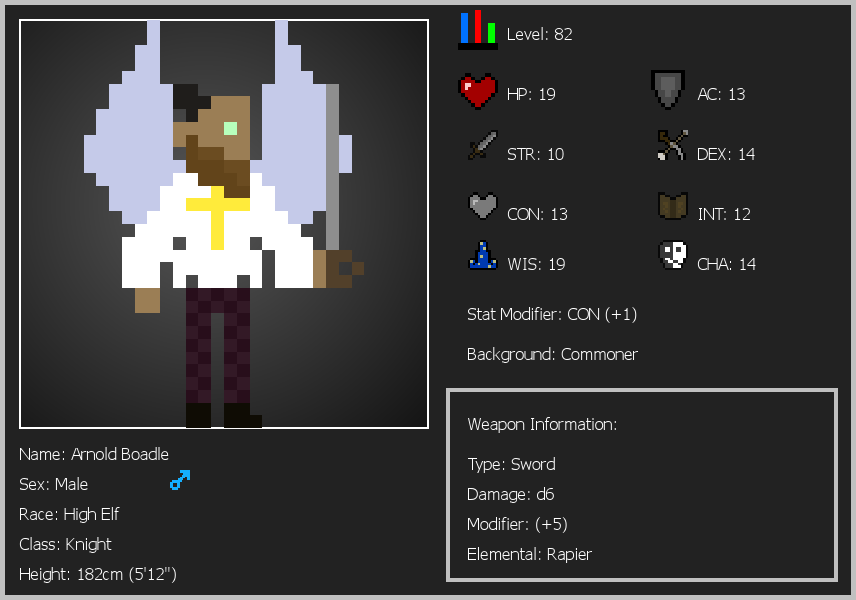 Level: 82
HP: 19
AC: 13
STR: 10
DEX: 14
CON: 13
INT: 12
WIS: 19
CHA: 14
Stat Modifier: CON (+1)
Background: Commoner
Weapon Information:
Type: Sword
Damage: d6
Modifier: (+5)
Elemental: Rapier
Name: Arnold Boadle
Sex: Male
Race: High Elf
Class: Knight
Height: 182cm (5'12")